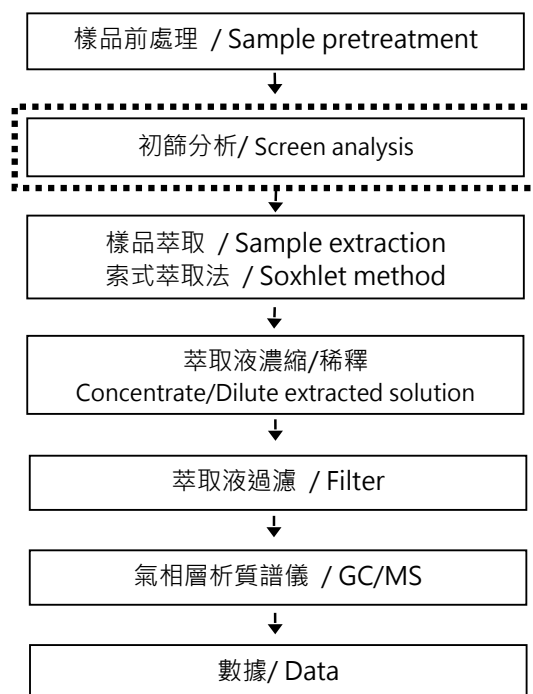 樣品前處理 / Sample pretreatment
初篩分析/ Screen analysis
樣品萃取 / Sample extraction
索式萃取法 / Soxhlet method
萃取液濃縮/稀釋
Concentrate/Dilute extracted solution
萃取液過濾 / Filter
氣相層析質譜儀 / GC/MS
數據/ Data